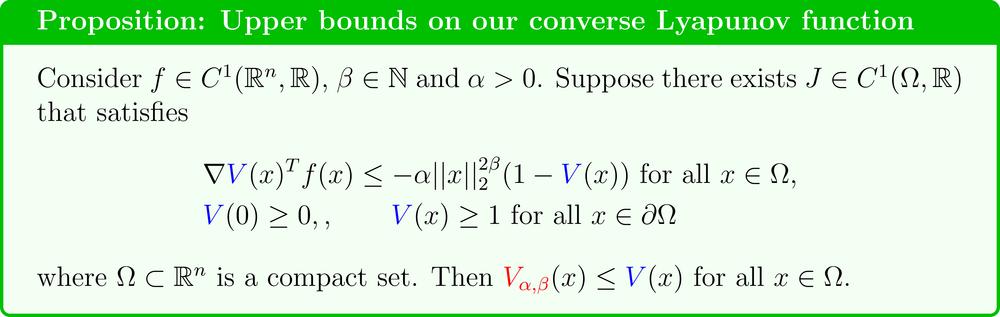 Proposition: Upper bounds on our converse Lyapunov function
Consider $f \in C^1(\mathbb{R}^n, \mathbb{R})$, $\beta \in \mathbb{N}$ and $\alpha > 0$. Suppose there exists $J \in C^1(\Omega, \mathbb{R})$
that satisfies
$\nabla V(x)^T f(x) \leq -\alpha ||x||_2^{2\beta} (1 - V(x))$ for all $x \in \Omega$,
$V(0) \geq 0,, \quad V(x) \geq 1$ for all $x \in \partial\Omega$
where $\Omega \subset \mathbb{R}^n$ is a compact set. Then $V_{\alpha,\beta}(x) \leq V(x)$ for all $x \in \Omega$.